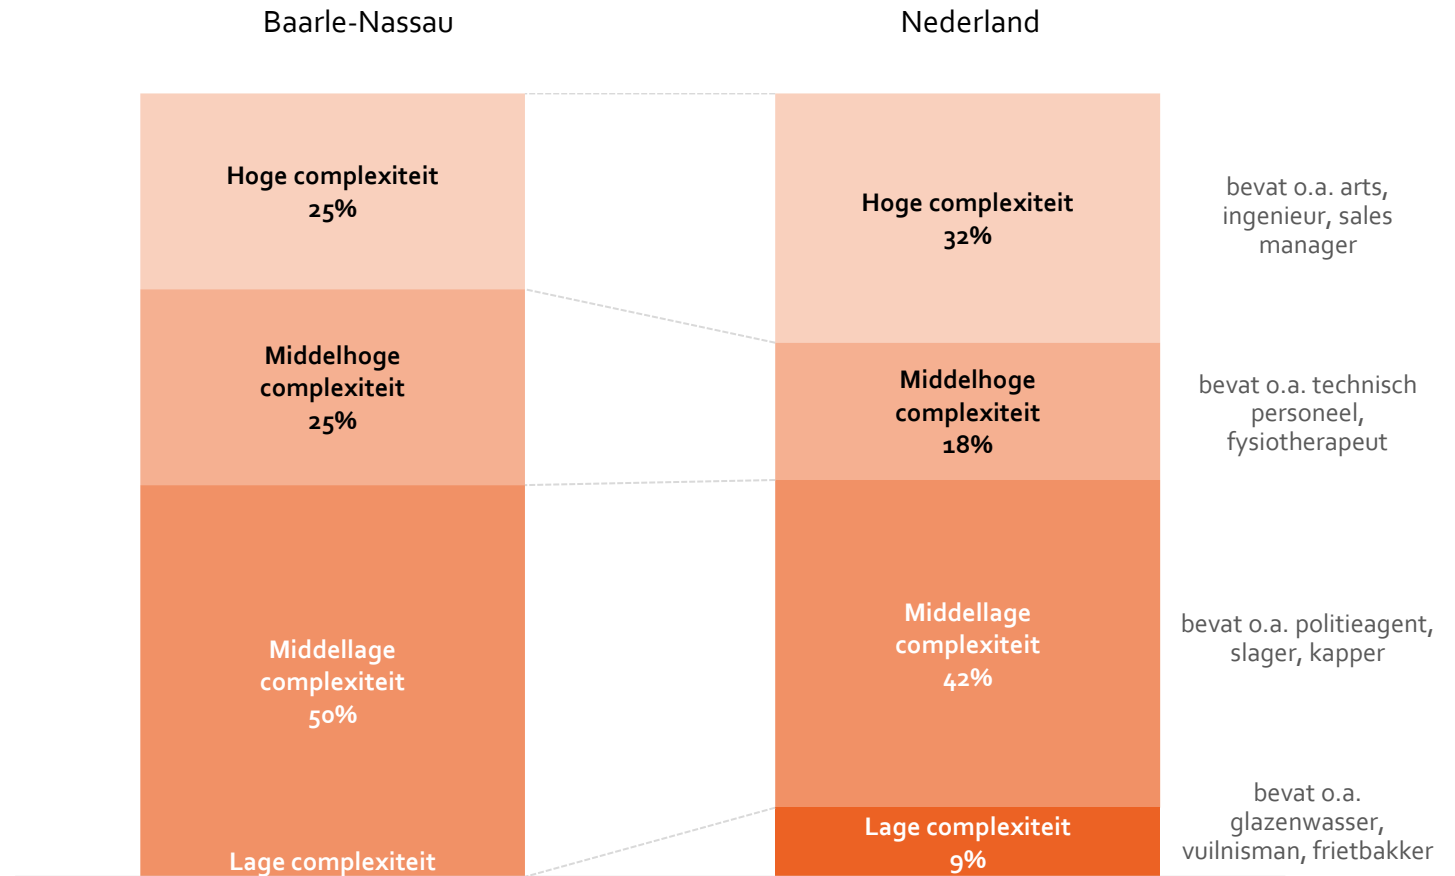 Baarle-Nassau
Nederland
Hoge complexiteit
25%
Middelhoge
complexiteit
25%
Middellage
complexiteit
50%
Lage complexiteit
Hoge complexiteit
32%
Middelhoge
complexiteit
18%
Middellage
complexiteit
42%
Lage complexiteit
9%
bevat o.a. arts,
ingenieur, sales
manager
bevat o.a. technisch
personeel,
fysiotherapeut
bevat o.a. politieagent,
slager, kapper
bevat o.a.
glazenwasser,
vuilnisman, frietbakker